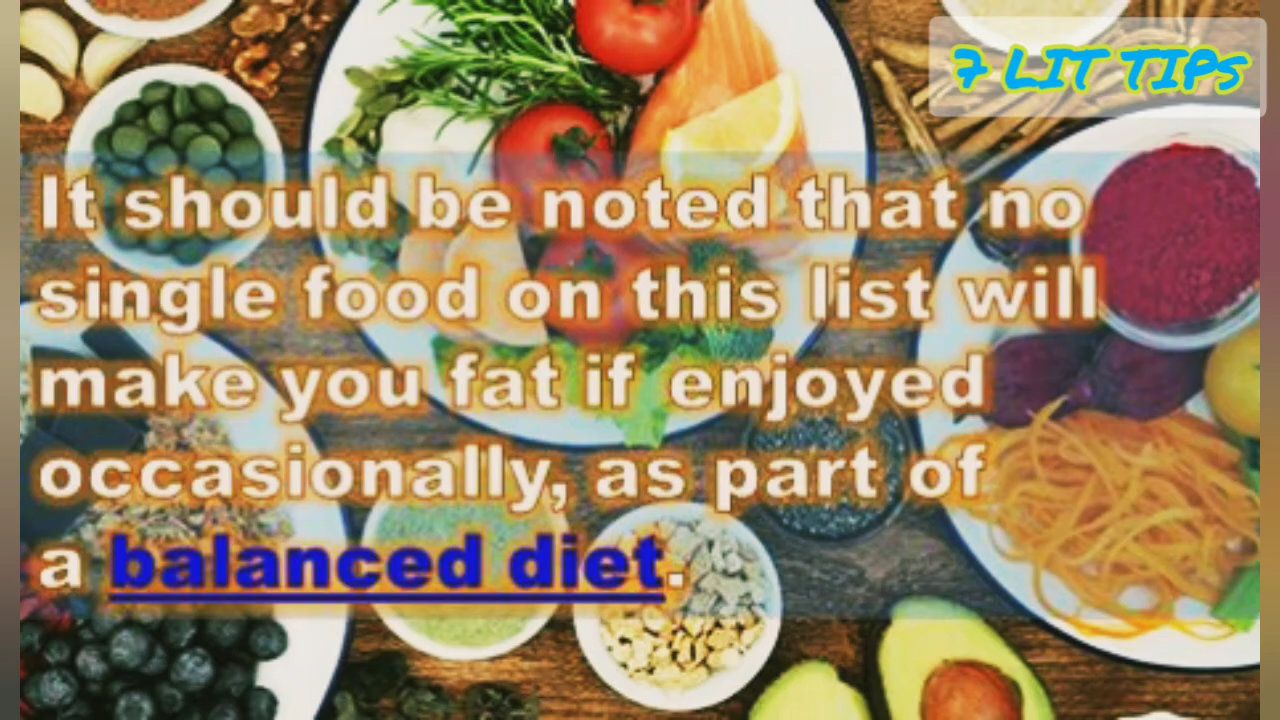 7 LIT TIPs
It should be noted that no
single food on this list will
make you fat if enjoyed
occasionally, as part of
a balanced diet.